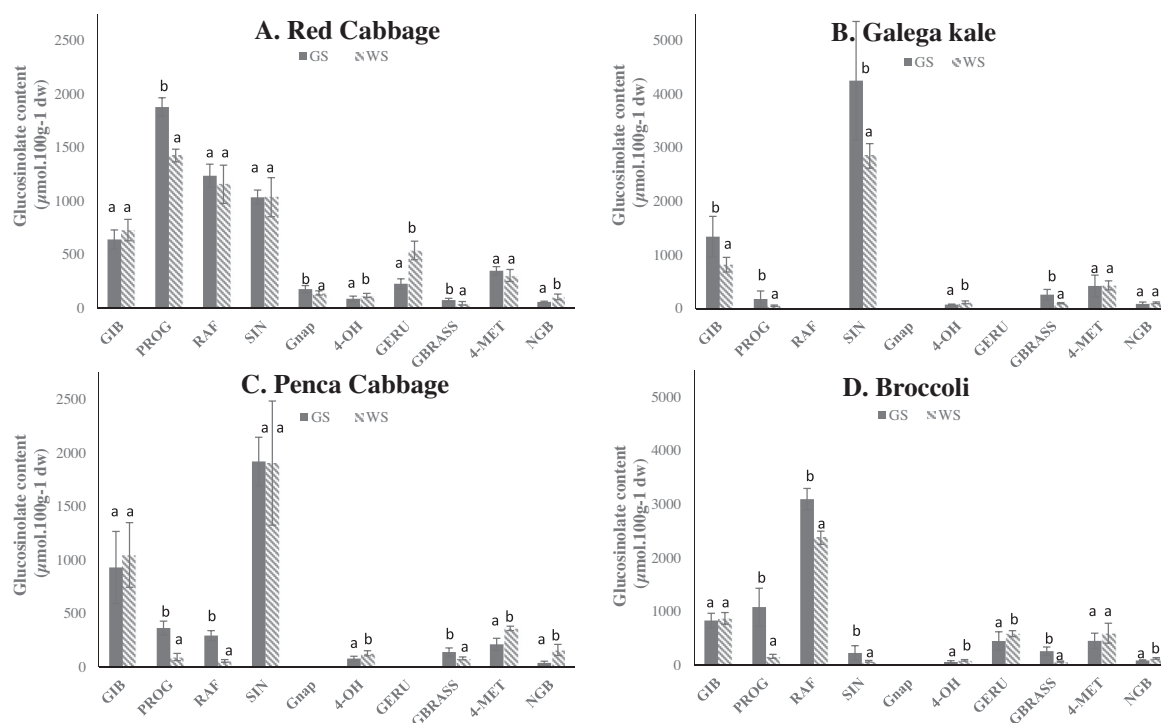 A. Red Cabbage
GS WS
Glucosinolate content
(µmol.100g-1 dw)
2500
2000
1500
1000
500
0
a a b a a a a a b a a b a b b a a a a b
GIB PROG RAF SIN Gnap 4-OH GERU GBRASS 4-MET NGB
B. Galega kale
GS WS
Glucosinolate content
(µmol.100g-1 dw)
5000
4000
3000
2000
1000
0
b a b a b a a b b a a a a a
GIB PROG RAF SIN Gnap 4-OH GERU GBRASS 4-MET NGB
C. Penca Cabbage
GS WS
Glucosinolate content
(µmol.100g-1 dw)
2500
2000
1500
1000
500
0
a a b a b a a a a b b a a b a b
GIB PROG RAF SIN Gnap 4-OH GERU GBRASS 4-MET NGB
D. Broccoli
GS WS
Glucosinolate content
(µmol.100g-1 dw)
5000
4000
3000
2000
1000
0
a a b a b a b a a b a b b a a a a b
GIB PROG RAF SIN Gnap 4-OH GERU GBRASS 4-MET NGB